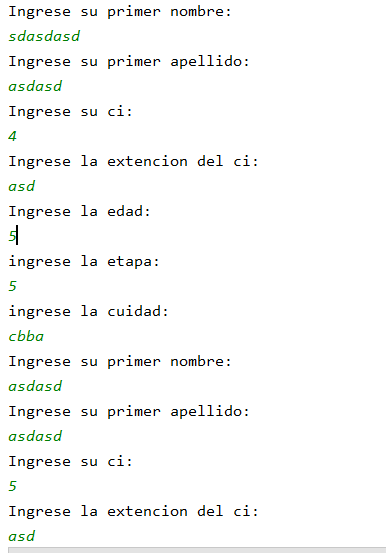 Ingrese su primer nombre:
sdasdasd
Ingrese su primer apellido:
asdasd
Ingrese su ci:
4
Ingrese la extencion del ci:
asd
Ingrese la edad:
5
ingrese la etapa:
5
ingrese la cuidad:
cbba
Ingrese su primer nombre:
asdasd
Ingrese su primer apellido:
asdasd
Ingrese su ci:
5
Ingrese la extencion del ci:
asd